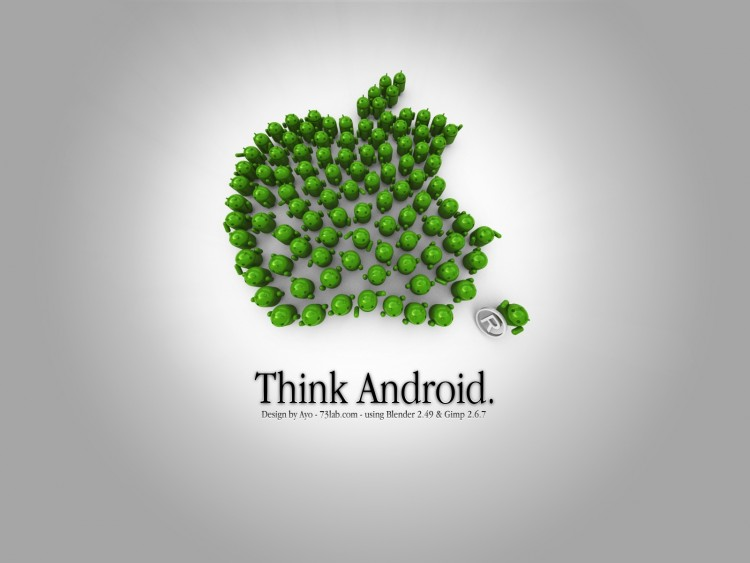 R
Think Android.
Design by Ayo - 73lab.com - using Blender 2.49 & Gimp 2.6.7